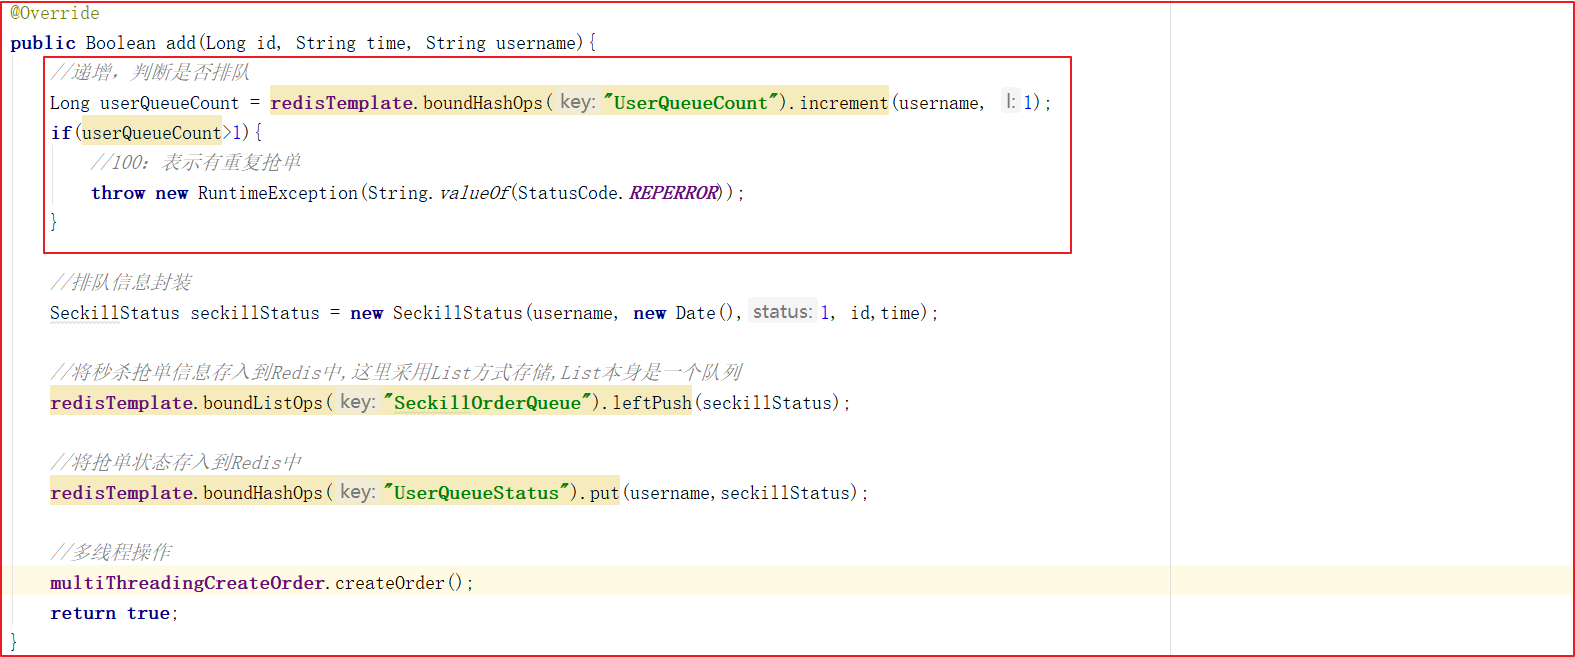 @Override
public Boolean add(Long id, String time, String username){
//递增，判断是否排队
Long userQueueCount = redisTemplate.boundHashOps( key: "UserQueueCount").increment(username, l: 1);
if(userQueueCount>1){
//100：表示有重复抢单
throw new RuntimeException(String.valueOf(StatusCode.REPERROR));
}
//排队信息封装
SeckillStatus seckillStatus = new SeckillStatus(username, new Date(), status: 1, id,time);
//将秒杀抢单信息存入到Redis中,这里采用List方式存储,List本身是一个队列
redisTemplate.boundListOps( key: "SeckillOrderQueue").leftPush(seckillStatus);
//将抢单状态存入到Redis中
redisTemplate.boundHashOps( key: "UserQueueStatus").put(username,seckillStatus);
//多线程操作
multiThreadingCreateOrder.createOrder();
return true;
}